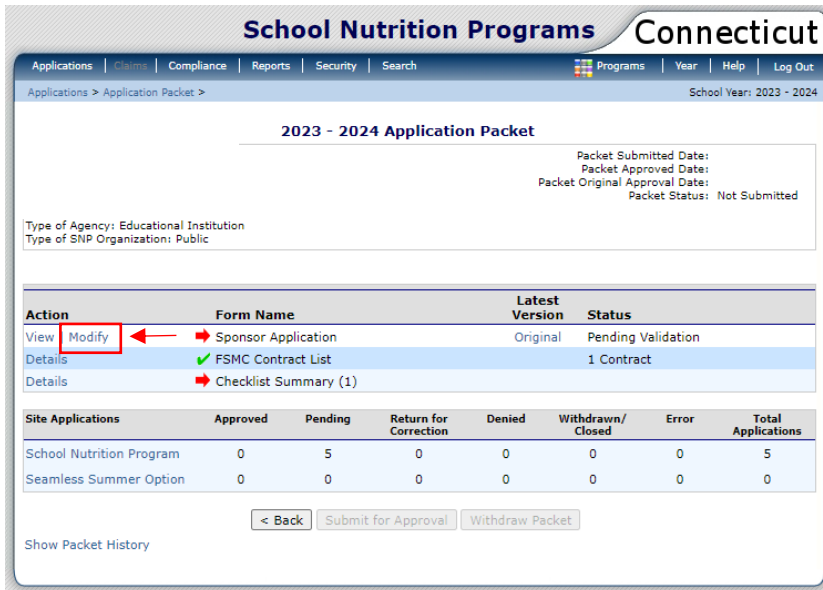 School Nutrition Programs Connecticut
Applications | Claims | Compliance | Reports | Security | Search Programs | Year | Help | Log Out
Applications > Application Packet > School Year: 2023 - 2024
2023 - 2024 Application Packet
Packet Submitted Date:
Packet Approved Date:
Packet Original Approval Date:
Packet Status: Not Submitted
Type of Agency: Educational Institution
Type of SNP Organization: Public
Action Form Name Latest Version Status
View | Modify Sponsor Application Original Pending Validation
Details FSMC Contract List 1 Contract
Details Checklist Summary (1)
Site Applications Approved Pending Return for Correction Denied Withdrawn/ Closed Error Total Applications
School Nutrition Program 0 5 0 0 0 0 5
Seamless Summer Option 0 0 0 0 0 0 0
< Back Submit for Approval Withdraw Packet
Show Packet History